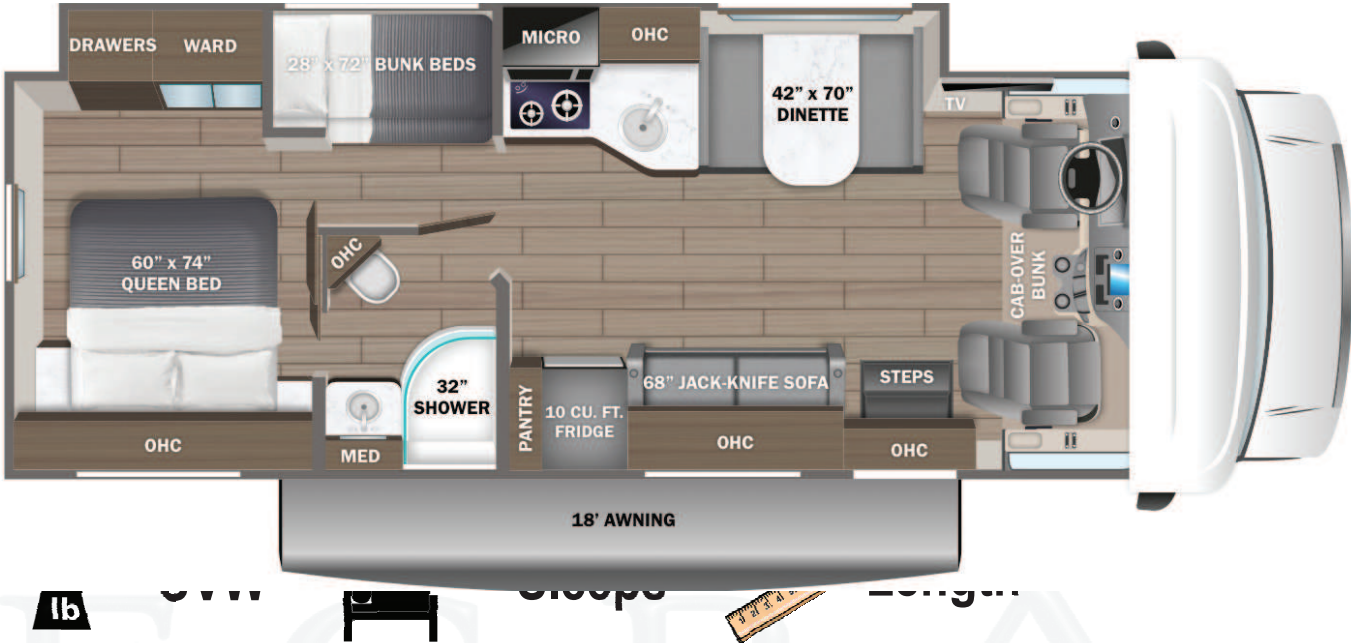 DRAWERS WARD
28” x 72” BUNK BEDS
MICRO
OHC
42” x 70”
DINETTE
TV
60” x 74”
QUEEN BED
OHC
CAB-OVER
BUNK
32”
SHOWER
PANTRY
10 CU. FT.
FRIDGE
68” JACK-KNIFE SOFA
STEPS
OHC
MED
OHC
OHC
18’ AWNING
lb
Sleeps
Length